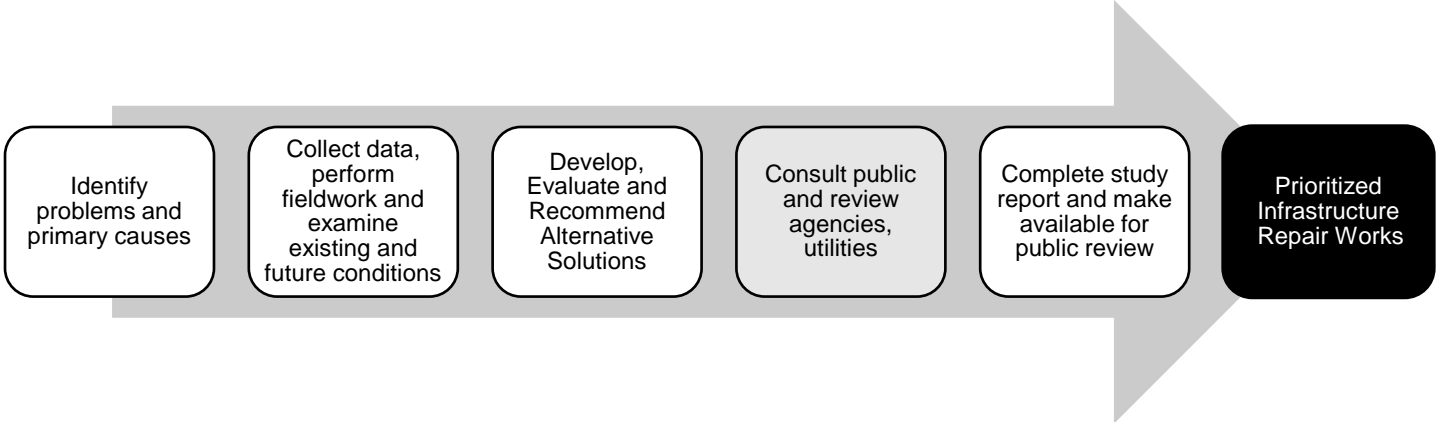 Identify
problems and
primary causes
Collect data,
perform
fieldwork and
examine
existing and
future conditions
Develop,
Evaluate and
Recommend
Alternative
Solutions
Consult public
and review
agencies,
utilities
Complete study
report and make
available for
public review
Prioritized
Infrastructure
Repair Works